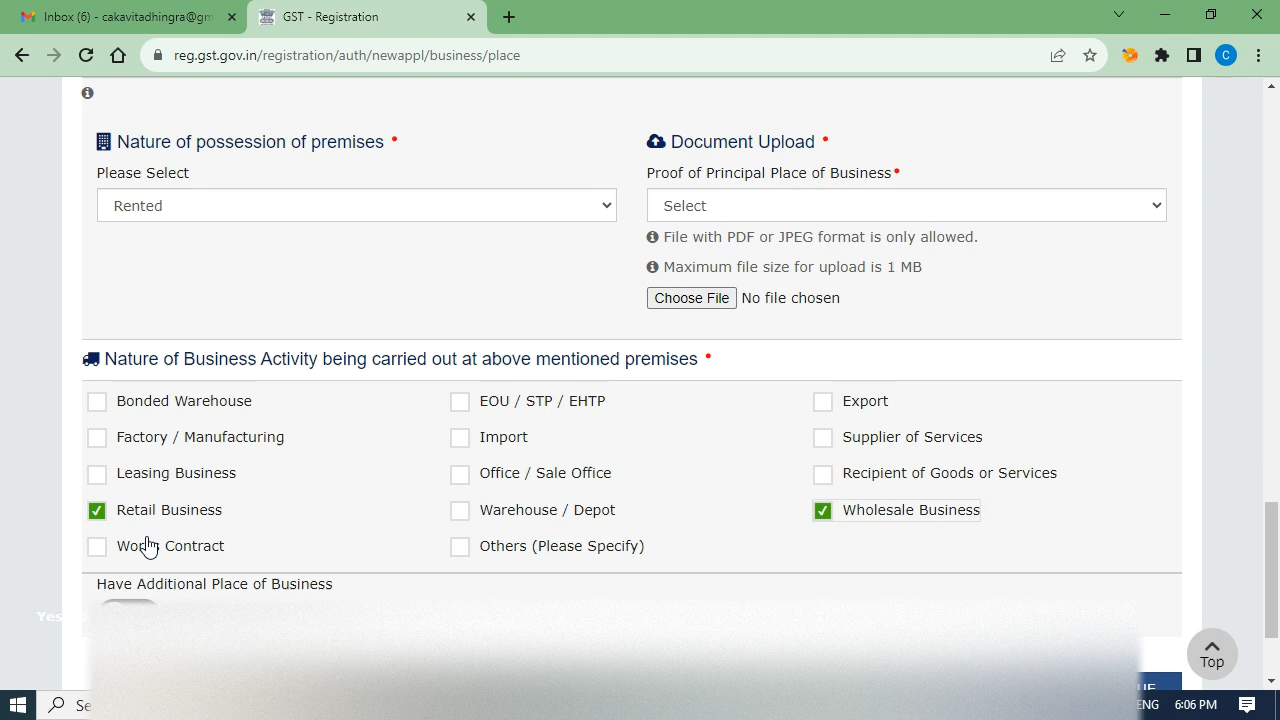 Inbox (6) - cakavitadhingra@gm
GST - Registration
reg.gst.gov.in/registration/auth/newappl/business/place
C
Nature of possession of premises •
Document Upload •
Please Select
Proof of Principal Place of Business•
Rented
Select
File with PDF or JPEG format is only allowed.
Maximum file size for upload is 1 MB
Choose File No file chosen
Nature of Business Activity being carried out at above mentioned premises •
Bonded Warehouse
EOU / STP / EHTP
Export
Factory / Manufacturing
Import
Supplier of Services
Leasing Business
Office / Sale Office
Recipient of Goods or Services
Retail Business
Warehouse / Depot
Wholesale Business
Contract
Others (Please Specify)
Have Additional Place of Business
Yes
Top
ENG 6:06 PM